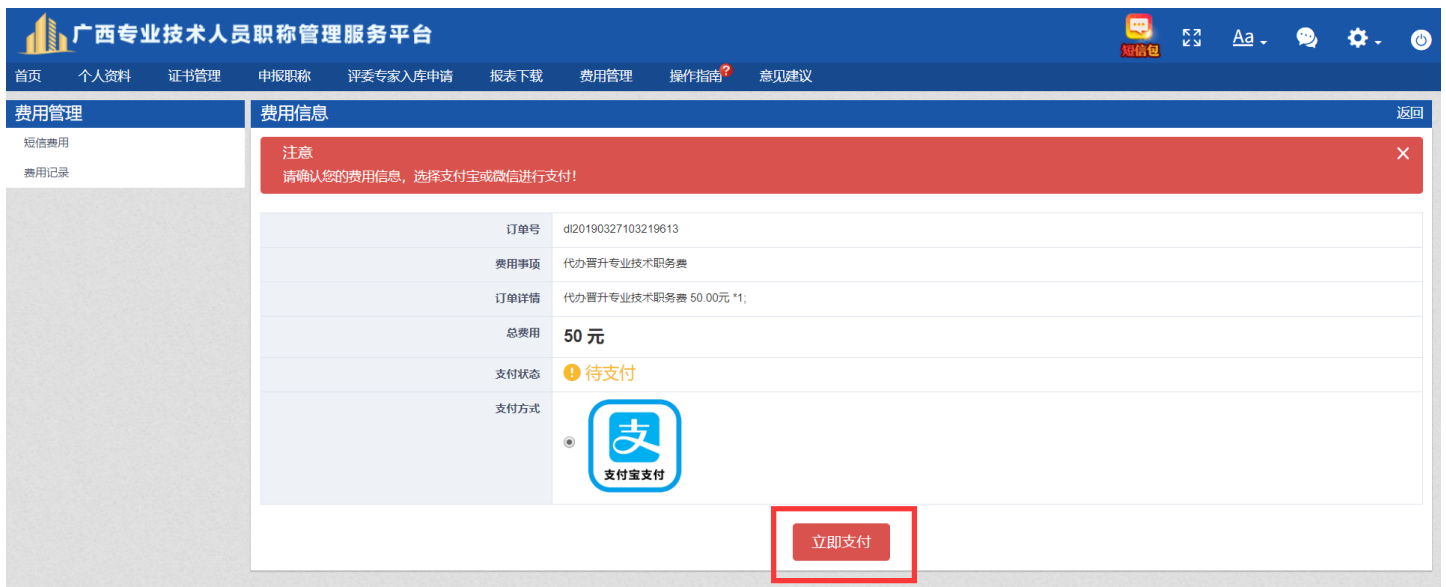 广西专业技术人员职称管理服务平台
短信包
Aa
首页 个人资料 证书管理 申报职称 评委专家入库申请 报表下载 费用管理 操作指南? 意见建议
费用管理
短信费用
费用记录
费用信息 返回
注意
请确认您的费用信息，选择支付宝或微信进行支付！
订单号 dl20190327103219613
费用事项 代办晋升专业技术职务费
订单详情 代办晋升专业技术职务费 50.00元 *1;
总费用 50 元
支付状态 待支付
支付方式
支
支付宝支付
立即支付